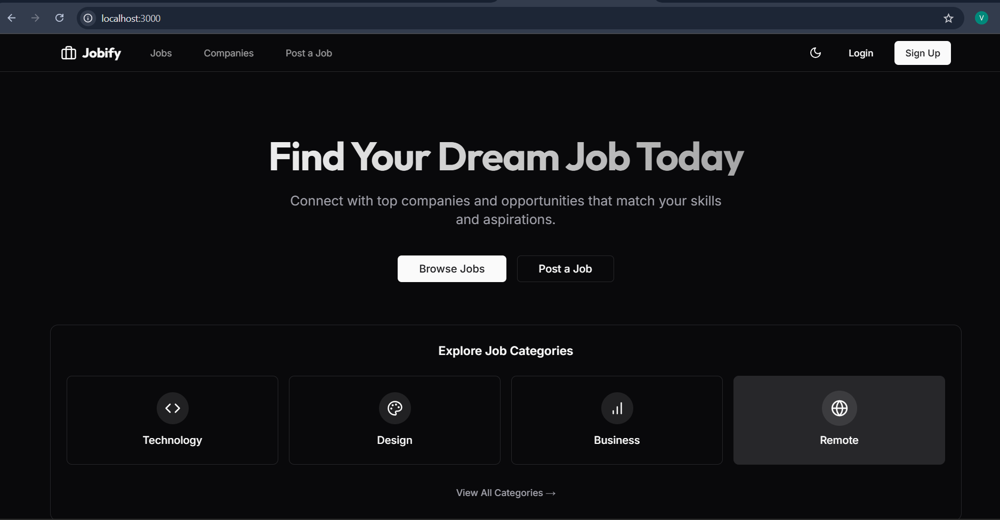 localhost:3000
V
Jobify
Jobs
Companies
Post a Job
Login
Sign Up
Find Your Dream Job Today
Connect with top companies and opportunities that match your skills
and aspirations.
Browse Jobs
Post a Job
Explore Job Categories
Technology
Design
Business
Remote
View All Categories →